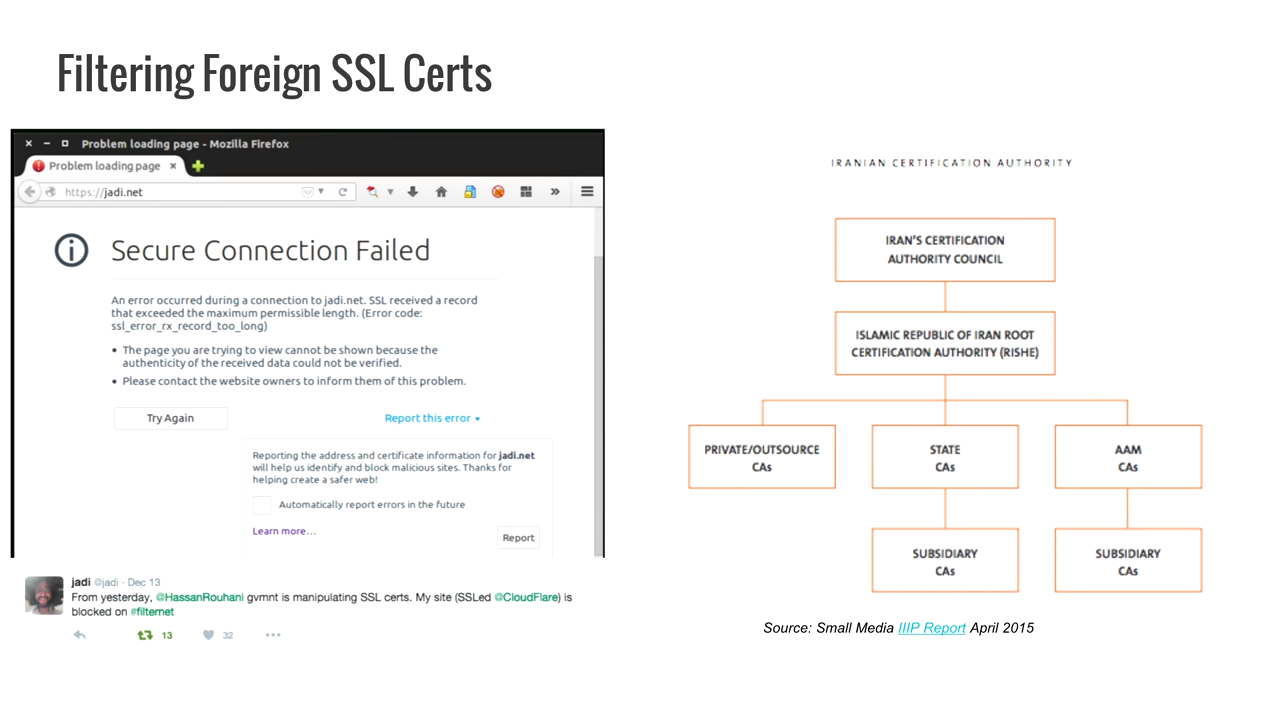 Filtering Foreign SSL Certs
Problem loading page - Mozilla Firefox
Problem loading page
https://jadi.net
Secure Connection Failed
An error occurred during a connection to jadi.net. SSL received a record
that exceeded the maximum permissible length. (Error code:
ssl_error_rx_record_too_long)
• The page you are trying to view cannot be shown because the
authenticity of the received data could not be verified.
• Please contact the website owners to inform them of this problem.
Try Again
Report this error
Reporting the address and certificate information for jadi.net
will help us identify and block malicious sites. Thanks for
helping create a safer web!
Automatically report errors in the future
Learn more…
Report
jadi @jadi · Dec 13
From yesterday, @HassanRouhani gvmnt is manipulating SSL certs. My site (SSLed @CloudFlare) is
blocked on #filternet
13
32
IRANIAN CERTIFICATION AUTHORITY
IRAN'S CERTIFICATION
AUTHORITY COUNCIL
ISLAMIC REPUBLIC OF IRAN ROOT
CERTIFICATION AUTHORITY (RISHE)
PRIVATE/OUTSOURCE
CAs
STATE
CAs
AAM
CAs
SUBSIDIARY
CAs
SUBSIDIARY
CAs
Source: Small Media IIIP Report April 2015